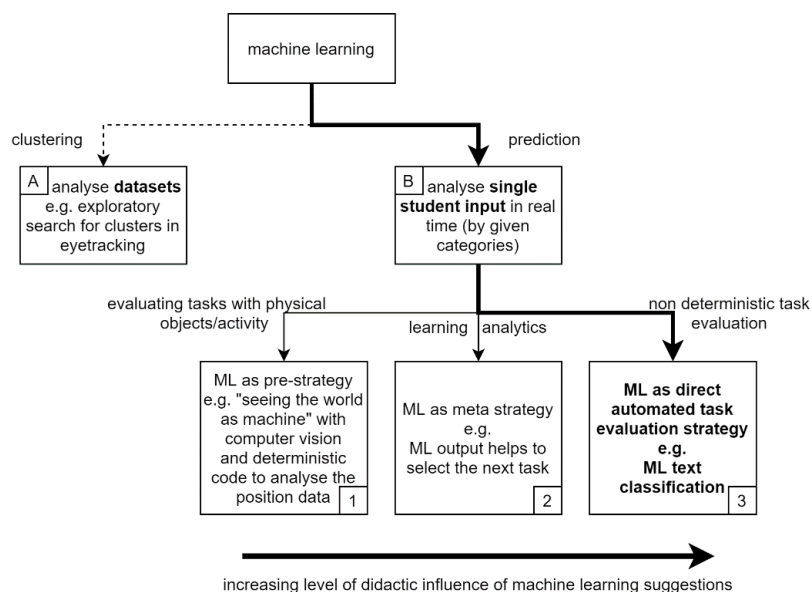 machine learning
clustering
prediction
A
analyse datasets
e.g. exploratory
search for clusters in
eyetracking
B
analyse single
student input in real
time (by given
categories)
evaluating tasks with physical
objects/activity
learning analytics
non deterministic task
evaluation
ML as pre-strategy
e.g. "seeing the world
as machine" with
computer vision
and deterministic
code to analyse the
position data
1
ML as meta strategy
e.g.
ML output helps to
select the next task
2
ML as direct
automated task
evaluation strategy
e.g.
ML text
classification
3
increasing level of didactic influence of machine learning suggestions